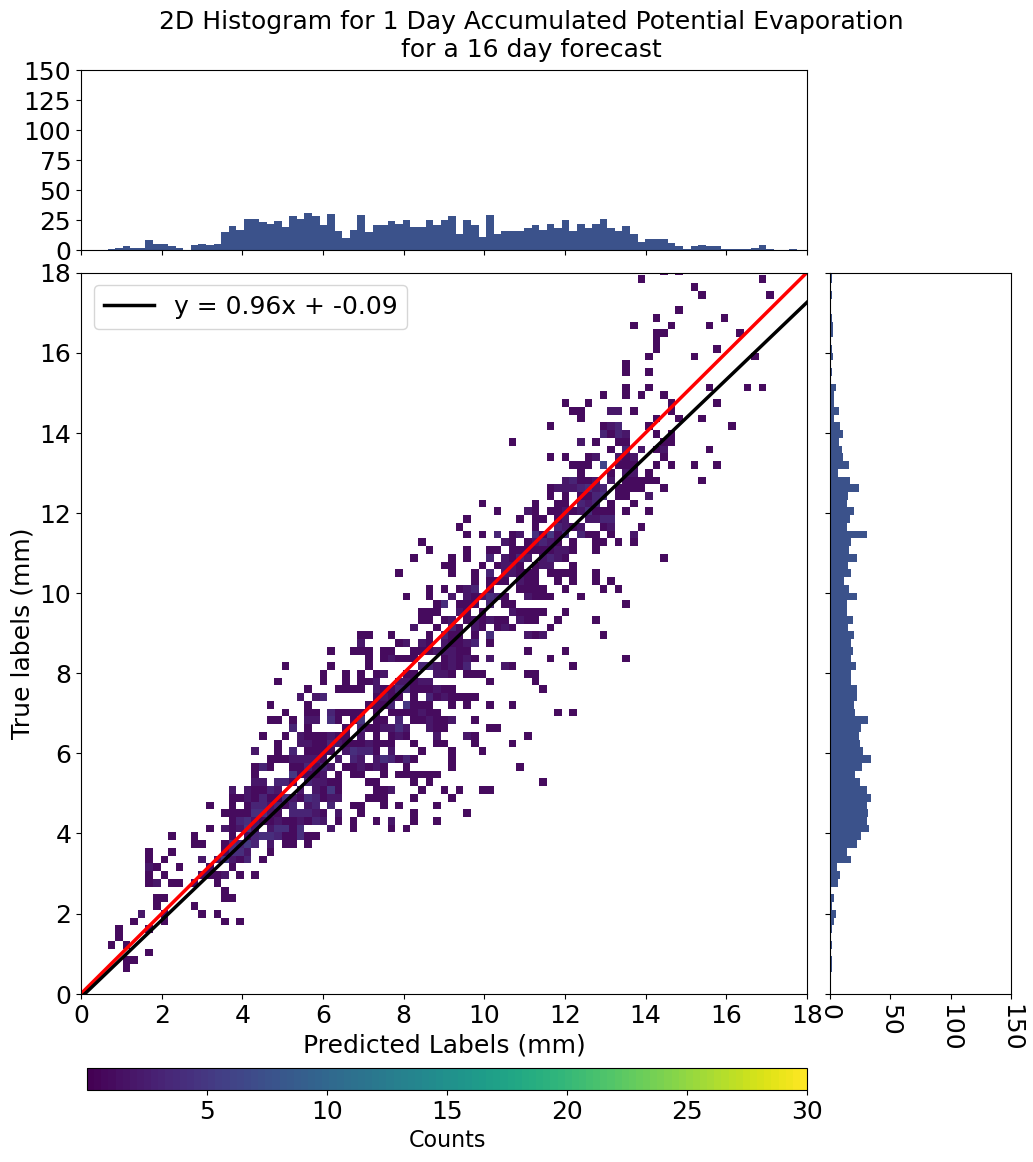 2D Histogram for 1 Day Accumulated Potential Evaporation
for a 16 day forecast
150
125
100
75
50
25
0
18
16
14
12
10
8
6
4
2
0
True labels (mm)
y = 0.96x + -0.09
0 2 4 6 8 10 12 14 16 18
Predicted Labels (mm)
0 50 100 150
5 10 15 20 25 30
Counts